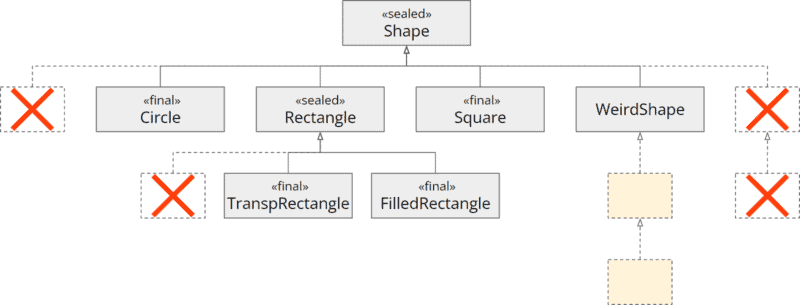 «sealed»
Shape
«final»
Circle
«sealed»
Rectangle
«final»
Square
WeirdShape
«final»
TranspRectangle
«final»
FilledRectangle